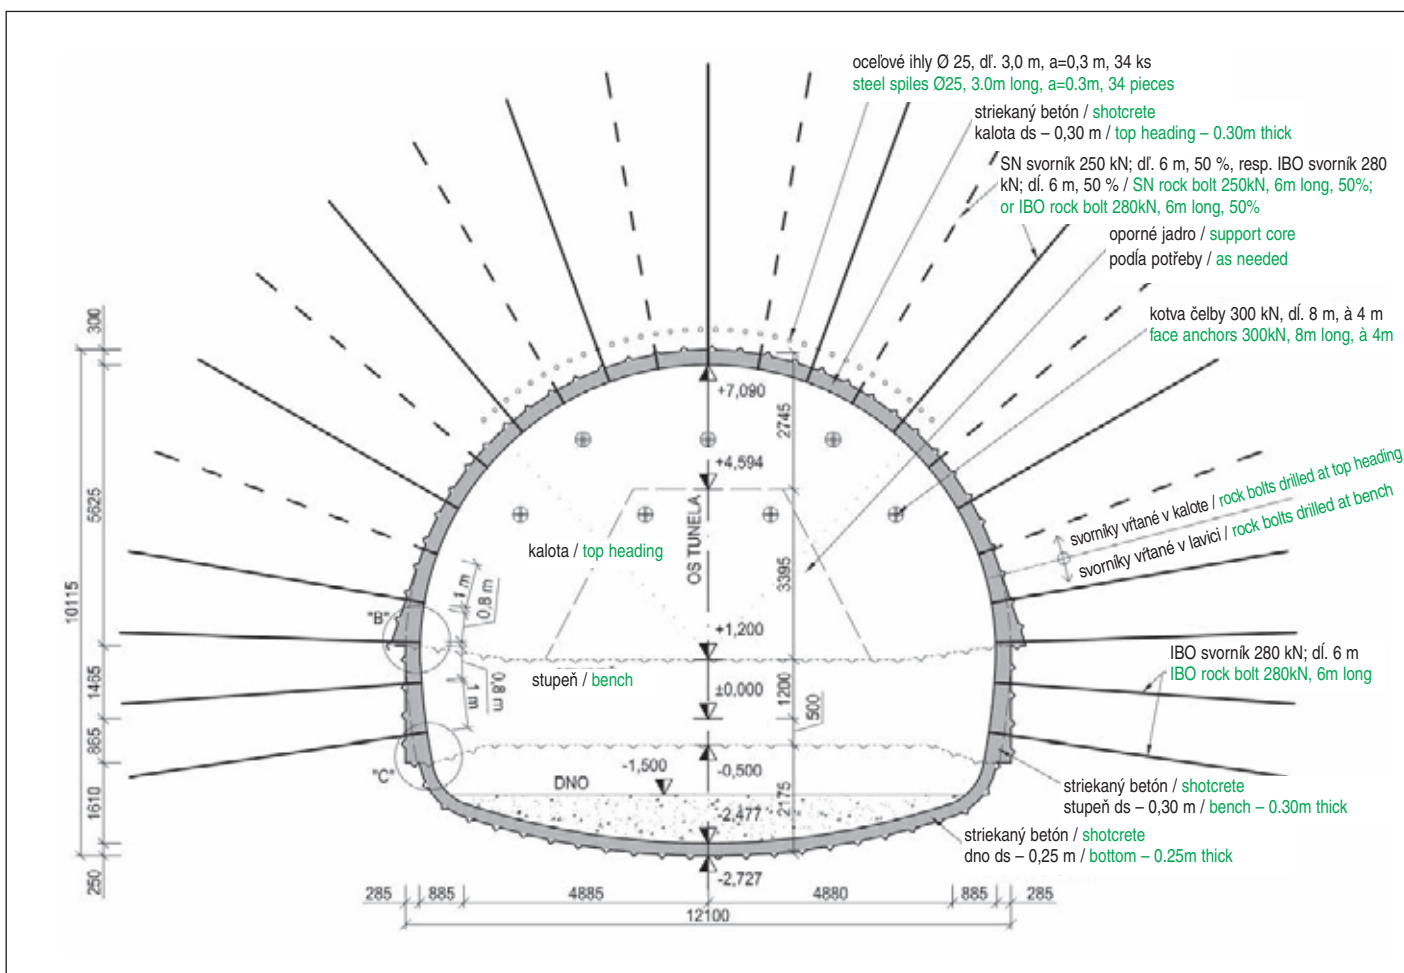 oceľové ihly Ø 25, dľ. 3,0 m, a=0,3 m, 34 ks
steel spiles Ø25, 3.0m long, a=0.3m, 34 pieces
striekaný betón / shotcrete
kalota ds – 0,30 m / top heading – 0.30m thick
SN svorník 250 kN; dľ. 6 m, 50 %, resp. IBO svorník 280
kN; dĺ. 6 m, 50 % / SN rock bolt 250kN, 6m long, 50%;
or IBO rock bolt 280kN, 6m long, 50%
oporné jadro / support core
podĺa potřeby / as needed
kotva čelby 300 kN, dĺ. 8 m, à 4 m
face anchors 300kN, 8m long, à 4m
svorníky vŕtané v kalote / rock bolts drilled at top heading
svorníky vŕtané v lavici / rock bolts drilled at bench
IBO svorník 280 kN; dĺ. 6 m
IBO rock bolt 280kN, 6m long
striekaný betón / shotcrete
stupeň ds – 0,30 m / bench – 0.30m thick
striekaný betón / shotcrete
dno ds – 0,25 m / bottom – 0.25m thick
300
5625
10115
1465
865
1610
250
+7,090
2745
+4,594
OS TUNELA
kalota / top heading
3395
1 m
0,8 m
"B"
+1,200
stupeň / bench
0,8 m
1 m
±0,000
1200
500
"C"
-0,500
DNO
-1,500
-2,477
2175
-2,727
285
885
4885
4880
885
285
12100